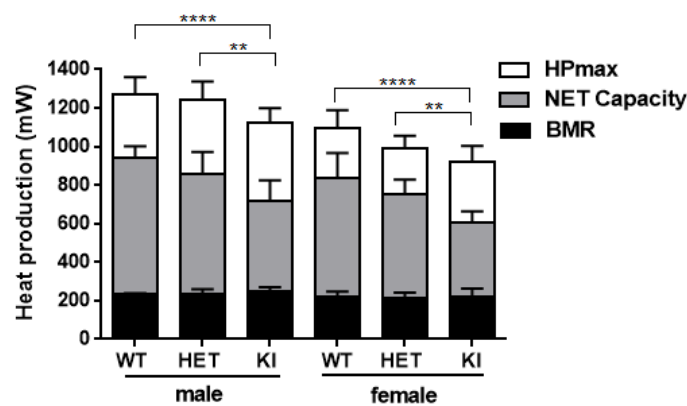 ****
**
****
**
HPmax
NET Capacity
BMR
Heat production (mW)
1400
1200
1000
800
600
400
200
0
WT HET KI WT HET KI
male female